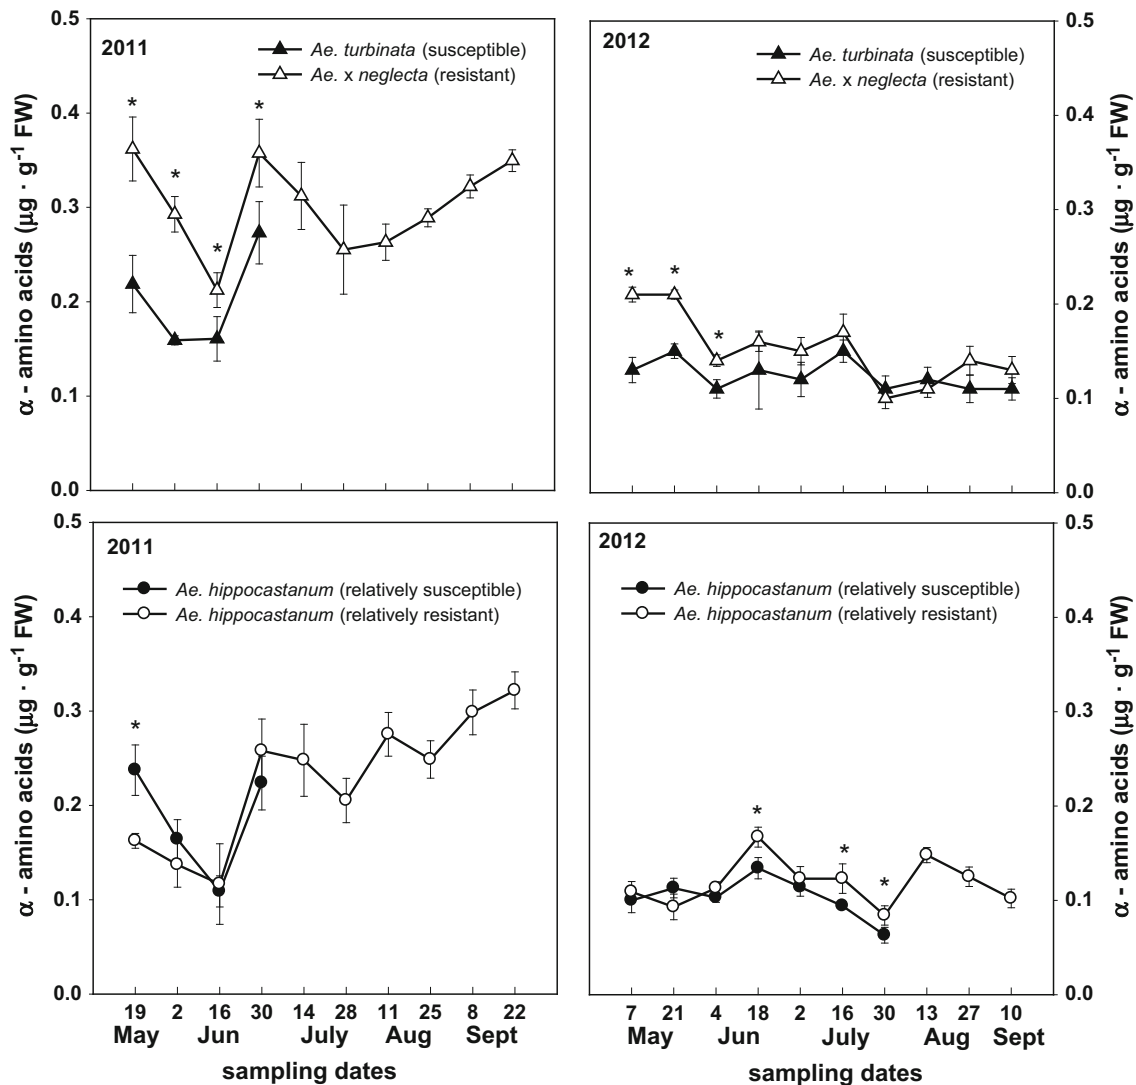 2011
Ae. turbinata (susceptible)
Ae. x neglecta (resistant)
* * * *
α - amino acids (μg · g⁻¹ FW)
0.5
0.4
0.3
0.2
0.1
0.0
2012
Ae. turbinata (susceptible)
Ae. x neglecta (resistant)
* * *
0.5
0.4
0.3
0.2
0.1
0.0
α - amino acids (μg · g⁻¹ FW)
2011
Ae. hippocastanum (relatively susceptible)
Ae. hippocastanum (relatively resistant)
*
α - amino acids (μg · g⁻¹ FW)
0.5
0.4
0.3
0.2
0.1
0.0
19 2 16 30 14 28 11 25 8 22
May Jun July Aug Sept
sampling dates
2012
Ae. hippocastanum (relatively susceptible)
Ae. hippocastanum (relatively resistant)
* * *
0.5
0.4
0.3
0.2
0.1
0.0
α - amino acids (μg · g⁻¹ FW)
7 21 4 18 2 16 30 13 27 10
May Jun July Aug Sept
sampling dates